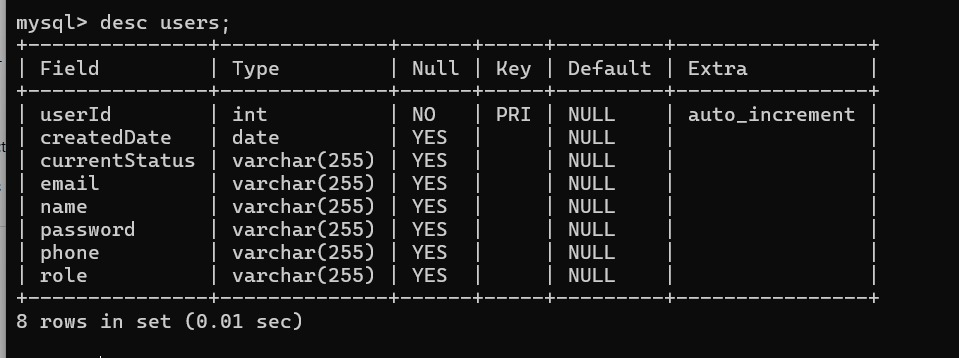 mysql> desc users;
+---------------+--------------+------+-----+---------+----------------+
| Field         | Type         | Null | Key | Default | Extra          |
+---------------+--------------+------+-----+---------+----------------+
| userId        | int          | NO   | PRI | NULL    | auto_increment |
| createdDate   | date         | YES  |     | NULL    |                |
| currentStatus | varchar(255) | YES  |     | NULL    |                |
| email         | varchar(255) | YES  |     | NULL    |                |
| name          | varchar(255) | YES  |     | NULL    |                |
| password      | varchar(255) | YES  |     | NULL    |                |
| phone         | varchar(255) | YES  |     | NULL    |                |
| role          | varchar(255) | YES  |     | NULL    |                |
+---------------+--------------+------+-----+---------+----------------+
8 rows in set (0.01 sec)